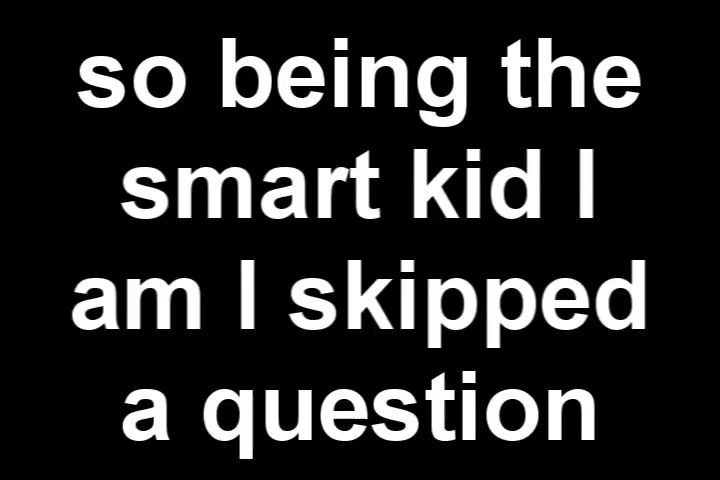 so being the
smart kid I
am I skipped
a question